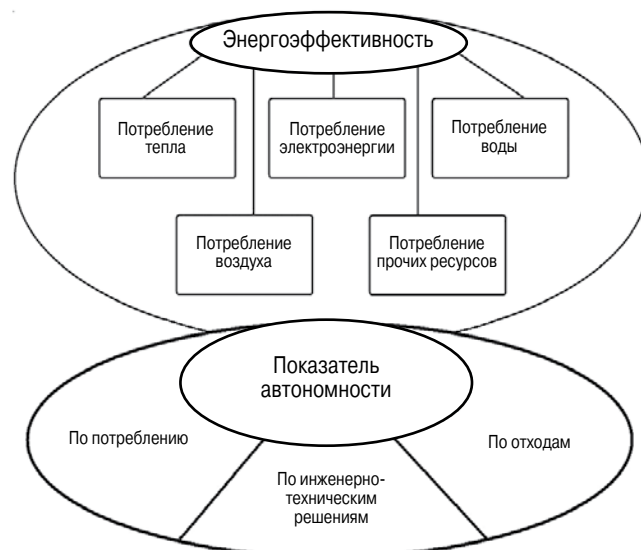 Энергоэффективность
Потребление
тепла
Потребление
электроэнергии
Потребление
воды
Потребление
воздуха
Потребление
прочих ресурсов
Показатель
автономности
По потреблению
По инженерно-
техническим
решениям
По отходам